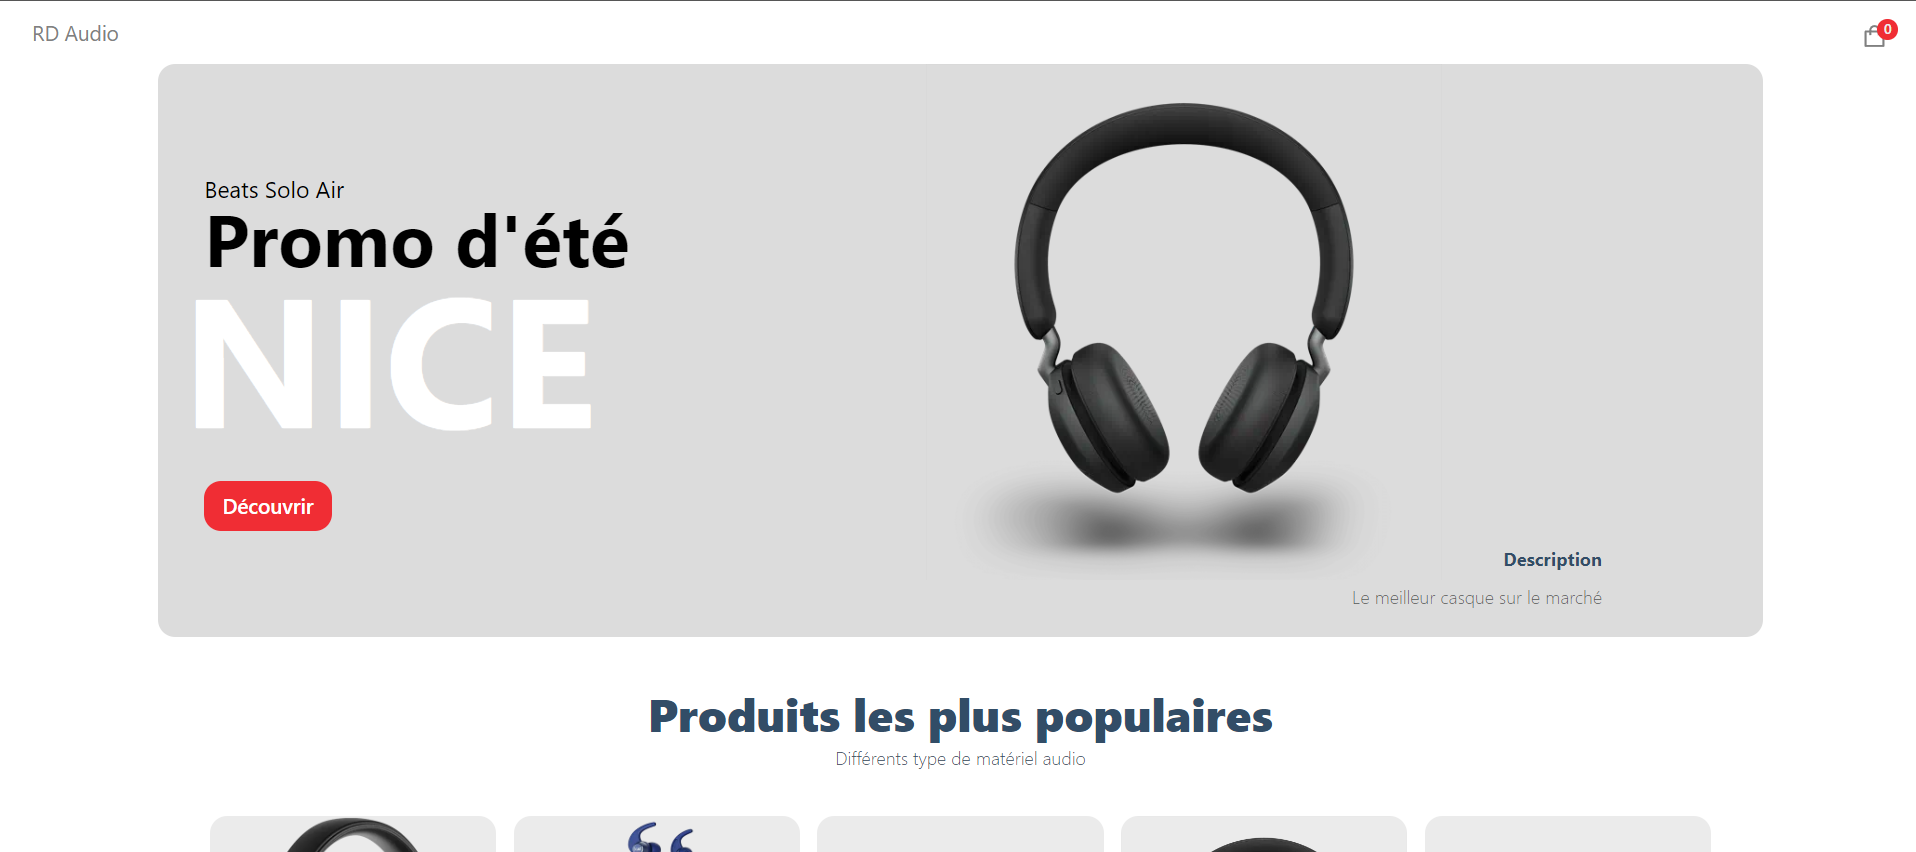 RD Audio
0
Beats Solo Air
Promo d'été
NICE
Découvrir
Description
Le meilleur casque sur le marché
Produits les plus populaires
Différents type de matériel audio